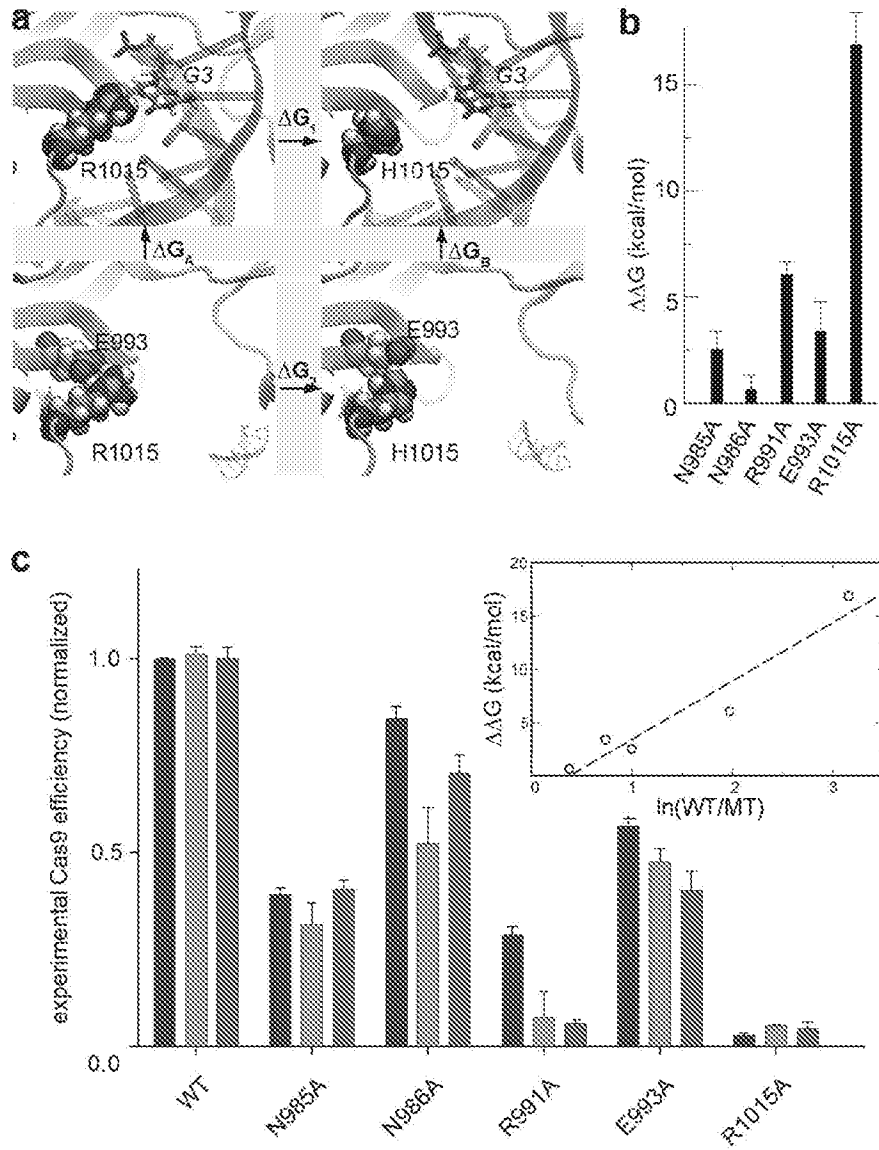 a
G3
R1015
ΔG₁
G3
H1015
ΔG_A
ΔG_B
E993
R1015
ΔG₂
E993
H1015
b
ΔΔG (kcal/mol)
15
10
5
0
N985A
N986A
R991A
E993A
R1015A
c
experimental Cas9 efficiency (normalized)
1.0
0.5
0.0
WT
N985A
N986A
R991A
E993A
R1015A
ΔΔG (kcal/mol)
20
15
10
5
0
1
2
3
ln(WT/MT)